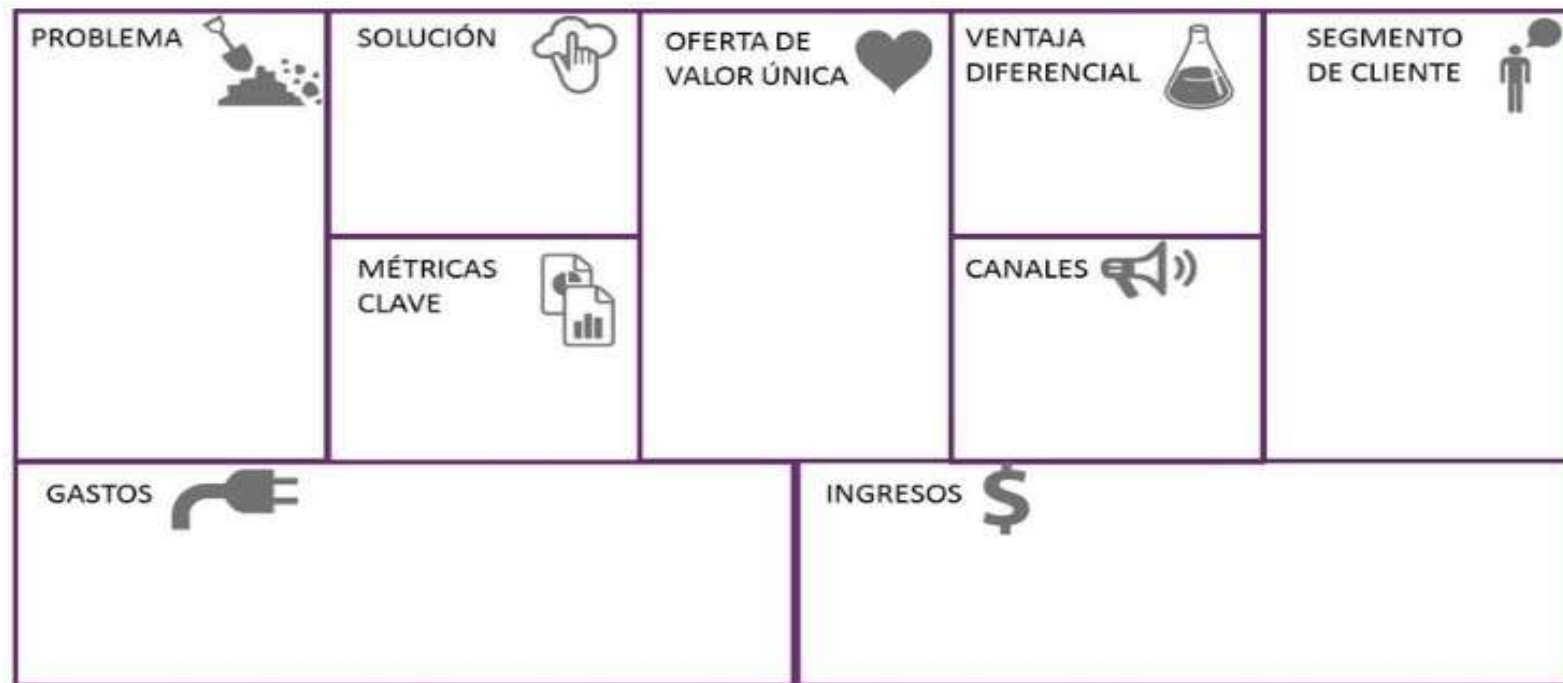 PROBLEMA
SOLUCIÓN
MÉTRICAS
CLAVE
OFERTA DE
VALOR ÚNICA
VENTAJA
DIFERENCIAL
CANALES
SEGMENTO
DE CLIENTE
GASTOS
INGRESOS
$